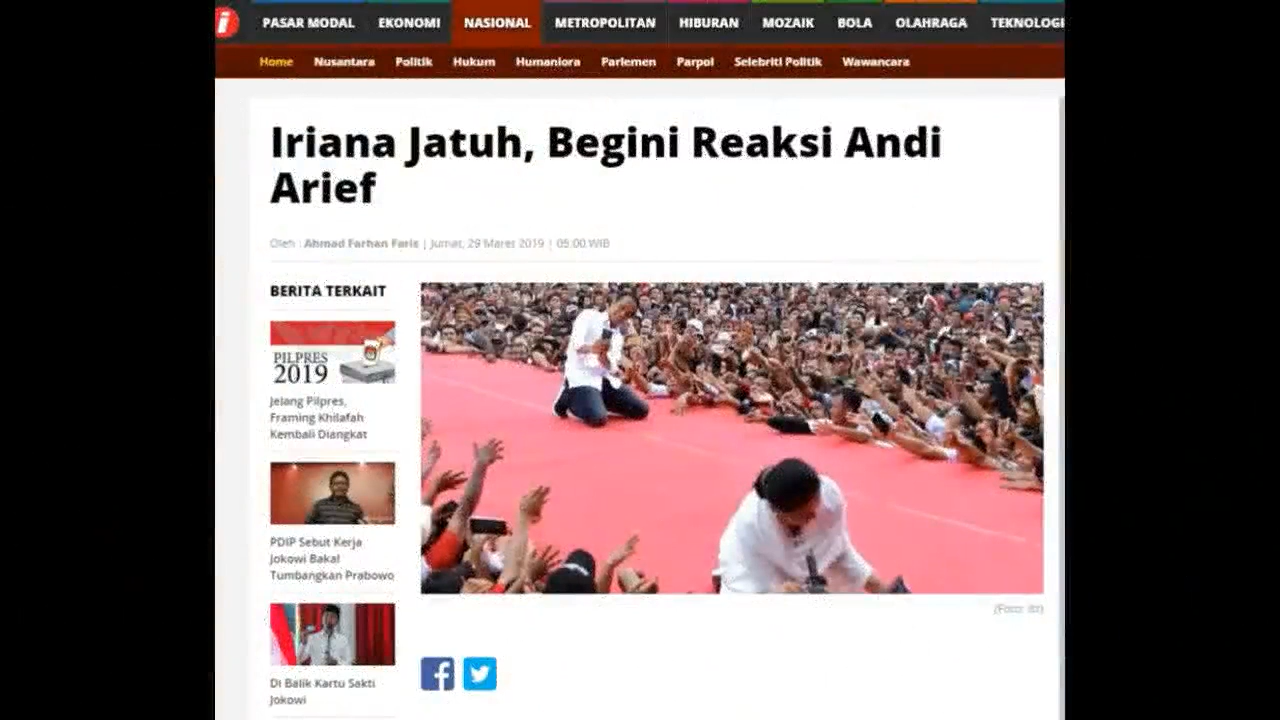 i
PASAR MODAL EKONOMI NASIONAL METROPOLITAN HIBURAN MOZAIK BOLA OLAHRAGA TEKNOLOGI
Home Nusantara Politik Hukum Humaniora Parlemen Parpol Selebriti Politik Wawancara
Iriana Jatuh, Begini Reaksi Andi
Arief
Oleh : Ahmad Farhan Faris | Jumat, 29 Maret 2019 | 05:00 WIB
BERITA TERKAIT
PILPRES
2019
Jelang Pilpres,
Framing Khilafah
Kembali Diangkat
PDIP Sebut Kerja
Jokowi Bakal
Tumbangkan Prabowo
Di Balik Kartu Sakti
Jokowi
(Foto: ist)